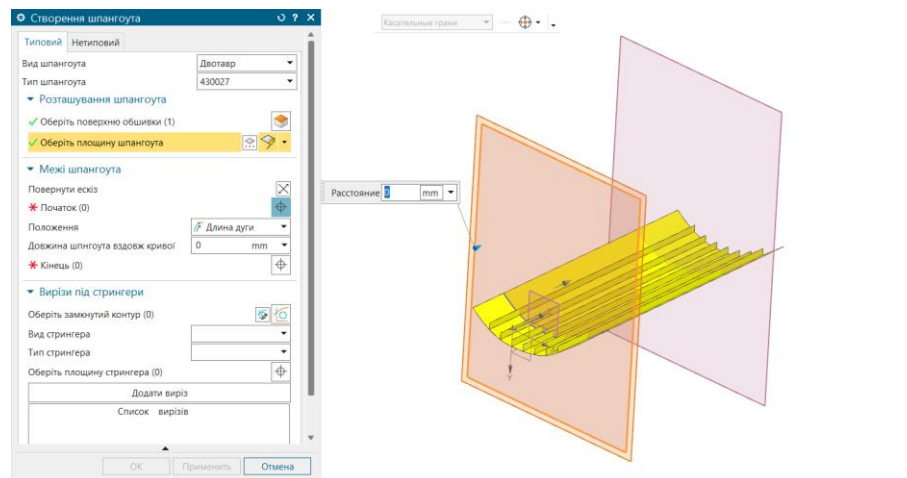 Створення шпангоута
Касательные грани
Типовий Нетиповий
Вид шпангоута Двотавр
Тип шпангоута 430027
Розташування шпангоута
Оберіть поверхню обшивки (1)
Оберіть площину шпангоута
Межі шпангоута
Повернути ескіз
Расстояние 0 mm
* Початок (0)
Положення Длина дуги
Довжина шпнгоута вздовж кривої 0 mm
* Кінець (0)
Вирізи під стрингери
Оберіть замкнутий контур (0)
Вид стрингера
Тип стрингера
Оберіть площину стрингера (0)
Додати виріз
Список вирізів
OK Применить Отмена
Y